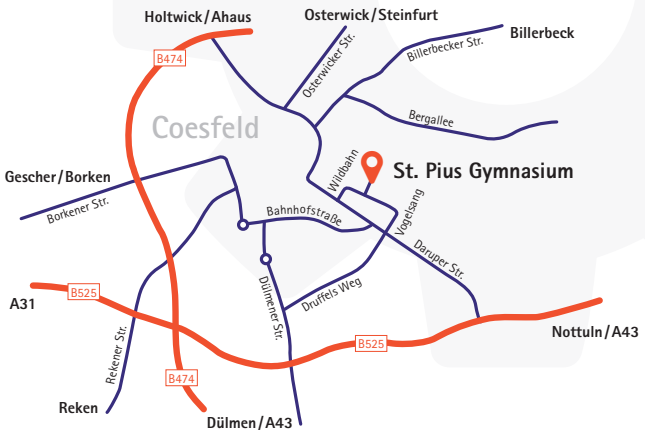 Holtwick/Ahaus
Osterwick/Steinfurt
Billerbeck
B474
Osterwicker Str.
Billerbecker Str.
Bergallee
Coesfeld
Wildbahn
St. Pius Gymnasium
Gescher/Borken
Borkener Str.
Bahnhofstraße
Vogelsang
Daruper Str.
A31
B525
Dülmener Str.
Druffels Weg
Rekener Str.
B525
Nottuln/A43
B474
Reken
Dülmen/A43